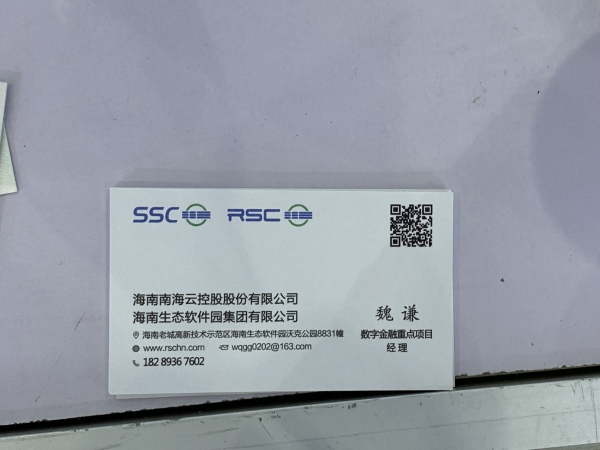 SSC RSC
海南南海云控股股份有限公司
海南生态软件园集团有限公司
海南老城高新技术示范区海南生态软件园沃克公园8831幢
www.rschn.com wqgg0202@163.com
182 8936 7602
魏 谦
数字金融重点项目
经理